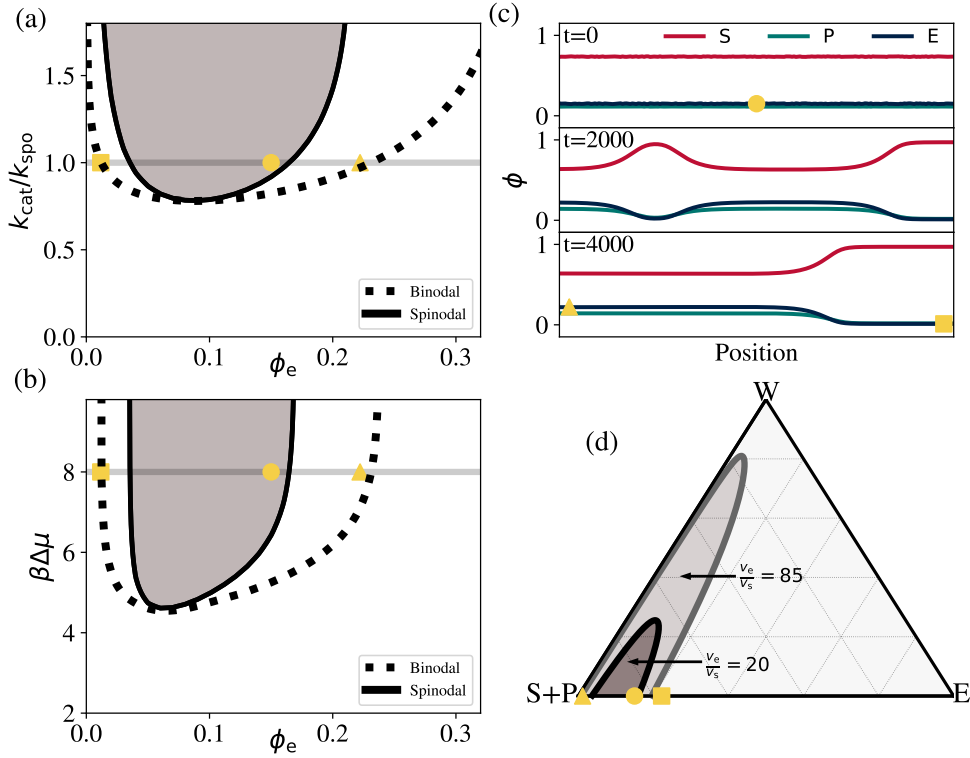 (a)
1.5
1.0
0.5
0.0
k_cat/k_spo
Binodal
Spinodal
0.0 0.1 0.2 0.3
ϕ_e
(b)
8
6
4
2
βΔμ
Binodal
Spinodal
0.0 0.1 0.2 0.3
ϕ_e
(c)
1
t=0
S P E
0
1
t=2000
ϕ
0
1
t=4000
0
Position
(d)
W
v_e/v_s = 85
v_e/v_s = 20
S+P
E